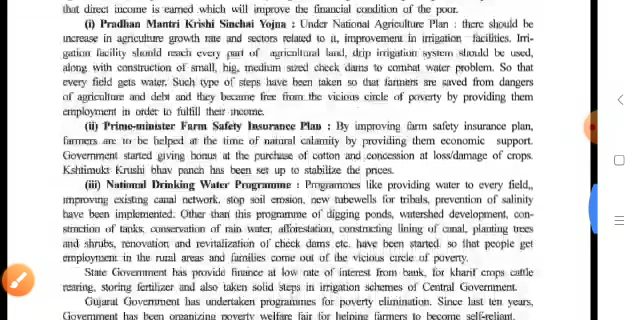 that direct income is earned which will improve the financial condition of the poor.
(i) Pradhan Mantri Krishi Sinchai Yojna : Under National Agriculture Plan : there should be
increase in agriculture growth rate and sectors related to it, improvement in irrigation facilities. Irri-
gation facility should reach every part of agricultural land, drip irrigation system should be used,
along with construction of small, big, medium sized check dams to combat water problem. So that
every field gets water. Such type of steps have been taken so that farmers are saved from dangers
of agriculture and debt and they became free from the vicious circle of poverty by providing them
employment in order to fulfill their income.
(ii) Prime-minister Farm Safety Insurance Plan : By improving farm safety insurance plan,
farmers are to be helped at the time of natural calamity by providing them economic support.
Government started giving bonus at the purchase of cotton and concession at loss/damage of crops.
Kshtimukt Krushi bhav panch has been set up to stabilize the prices.
(iii) National Drinking Water Programme : Programmes like providing water to every field,,
improving existing canal network, stop soil erosion, new tubewells for tribals, prevention of salinity
have been implemented. Other than this programme of digging ponds, watershed development, con-
struction of tanks, conservation of rain water, afforestation, constructing lining of canal, planting trees
and shrubs, renovation and revitalization of check dams etc. have been started so that people get
employment in the rural areas and families come out of the vicious circle of poverty.
State Government has provide finance at low rate of interest from bank, for kharif crops cattle
rearing, storing fertilizer and also taken solid steps in irrigation schemes of Central Government.
Gujarat Government has undertaken programmes for poverty elimination. Since last ten years,
Government has been organizing poverty welfare fair for helping farmers to become self-reliant.